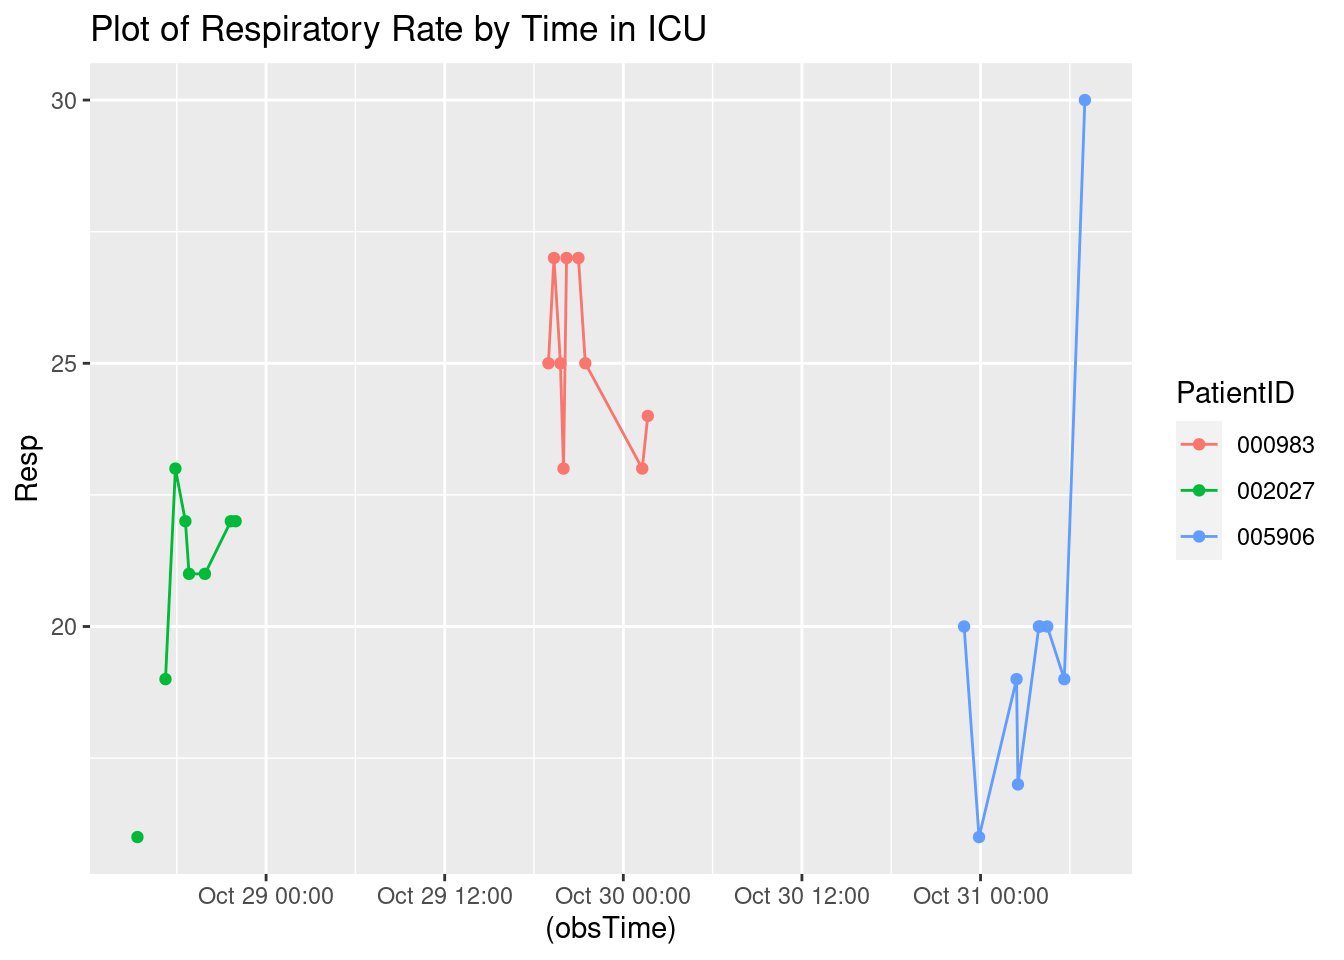 Plot of Respiratory Rate by Time in ICU
30
25
20
Resp
Oct 29 00:00
Oct 29 12:00
Oct 30 00:00
Oct 30 12:00
Oct 31 00:00
(obsTime)
PatientID
000983
002027
005906